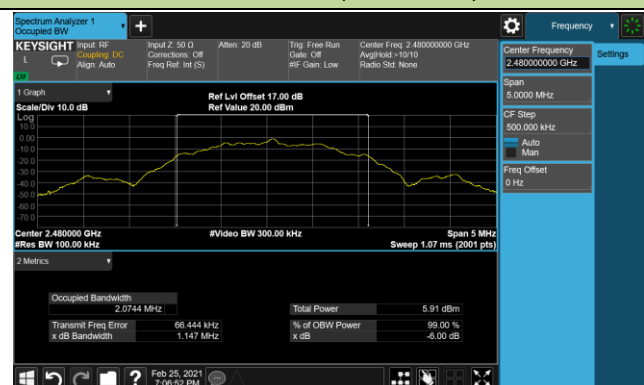 Spectrum Analyzer 1
Occupied BW
Frequency
KEYSIGHT
L
LXI
Input: RF
Coupling: DC
Align: Auto
Input Z: 50 Ω
Corrections: Off
Freq Ref: Int (S)
Atten: 20 dB
Trig: Free Run
Gate: Off
#IF Gain: Low
Center Freq: 2.480000000 GHz
Avg|Hold:>10/10
Radio Std: None
Center Frequency
2.480000000 GHz
Settings
Span
5.0000 MHz
CF Step
500.000 kHz
Auto
Man
Freq Offset
0 Hz
1 Graph
Scale/Div 10.0 dB
Ref Lvl Offset 17.00 dB
Ref Value 20.00 dBm
Log
10.0
0.00
-10.0
-20.0
-30.0
-40.0
-50.0
-60.0
-70.0
Center 2.480000 GHz
#Res BW 100.00 kHz
#Video BW 300.00 kHz
Span 5 MHz
Sweep 1.07 ms (2001 pts)
2 Metrics
Occupied Bandwidth
2.0744 MHz
Total Power 5.91 dBm
Transmit Freq Error 66.444 kHz
% of OBW Power 99.00 %
x dB Bandwidth 1.147 MHz
x dB -6.00 dB
?
Feb 25, 2021
7:06:52 PM